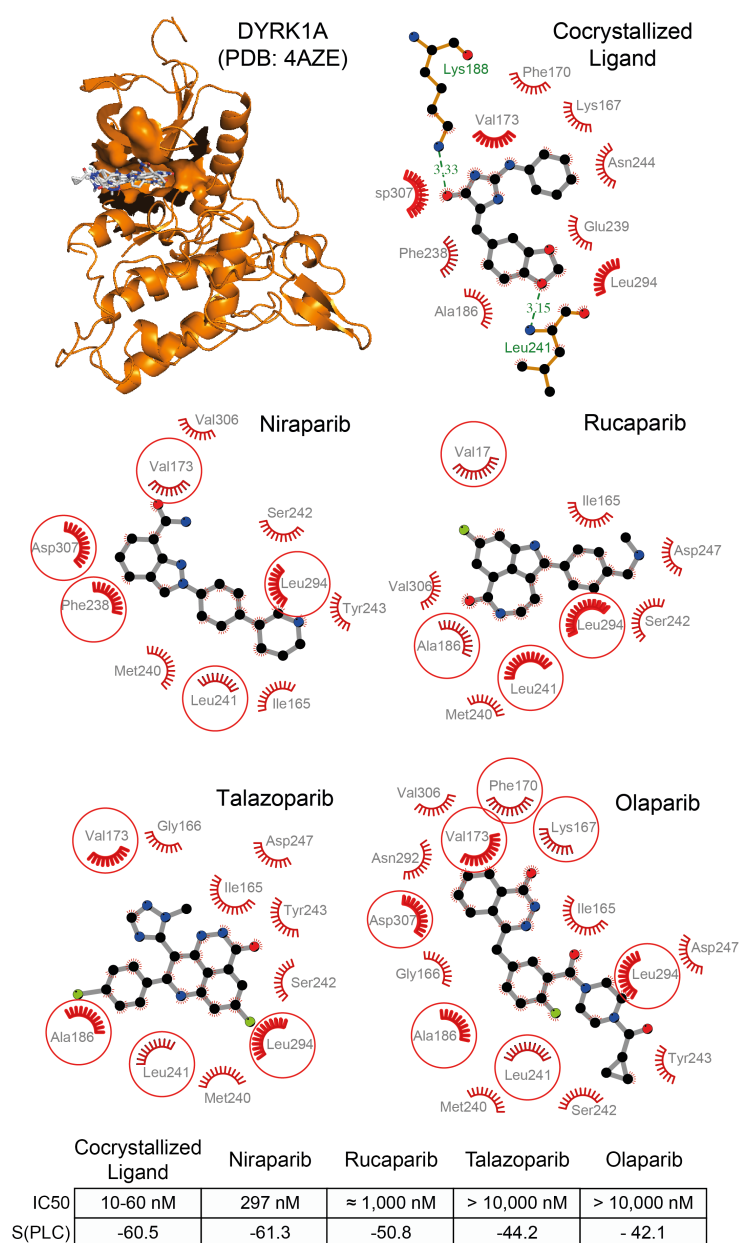 DYRK1A
(PDB: 4AZE)
Cocrystallized
Ligand
Lys188
Phe170
Lys167
Val173
Asn244
3.33
sp307
Glu239
Phe238
Leu294
Ala186
3.15
Leu241
Niraparib
Val306
Val173
Ser242
Asp307
Leu294
Phe238
Tyr243
Met240
Leu241
Ile165
Rucaparib
Val17
Ile165
Asp247
Val306
Ser242
Ala186
Leu294
Leu241
Met240
Talazoparib
Val173
Gly166
Asp247
Ile165
Tyr243
Ser242
Ala186
Leu294
Leu241
Met240
Olaparib
Phe170
Val306
Lys167
Val173
Asn292
Ile165
Asp307
Asp247
Gly166
Leu294
Ala186
Tyr243
Leu241
Met240
Ser242
Cocrystallized
Ligand Niraparib Rucaparib Talazoparib Olaparib
IC50 10-60 nM 297 nM ≈ 1,000 nM > 10,000 nM > 10,000 nM
S(PLC) -60.5 -61.3 -50.8 -44.2 - 42.1